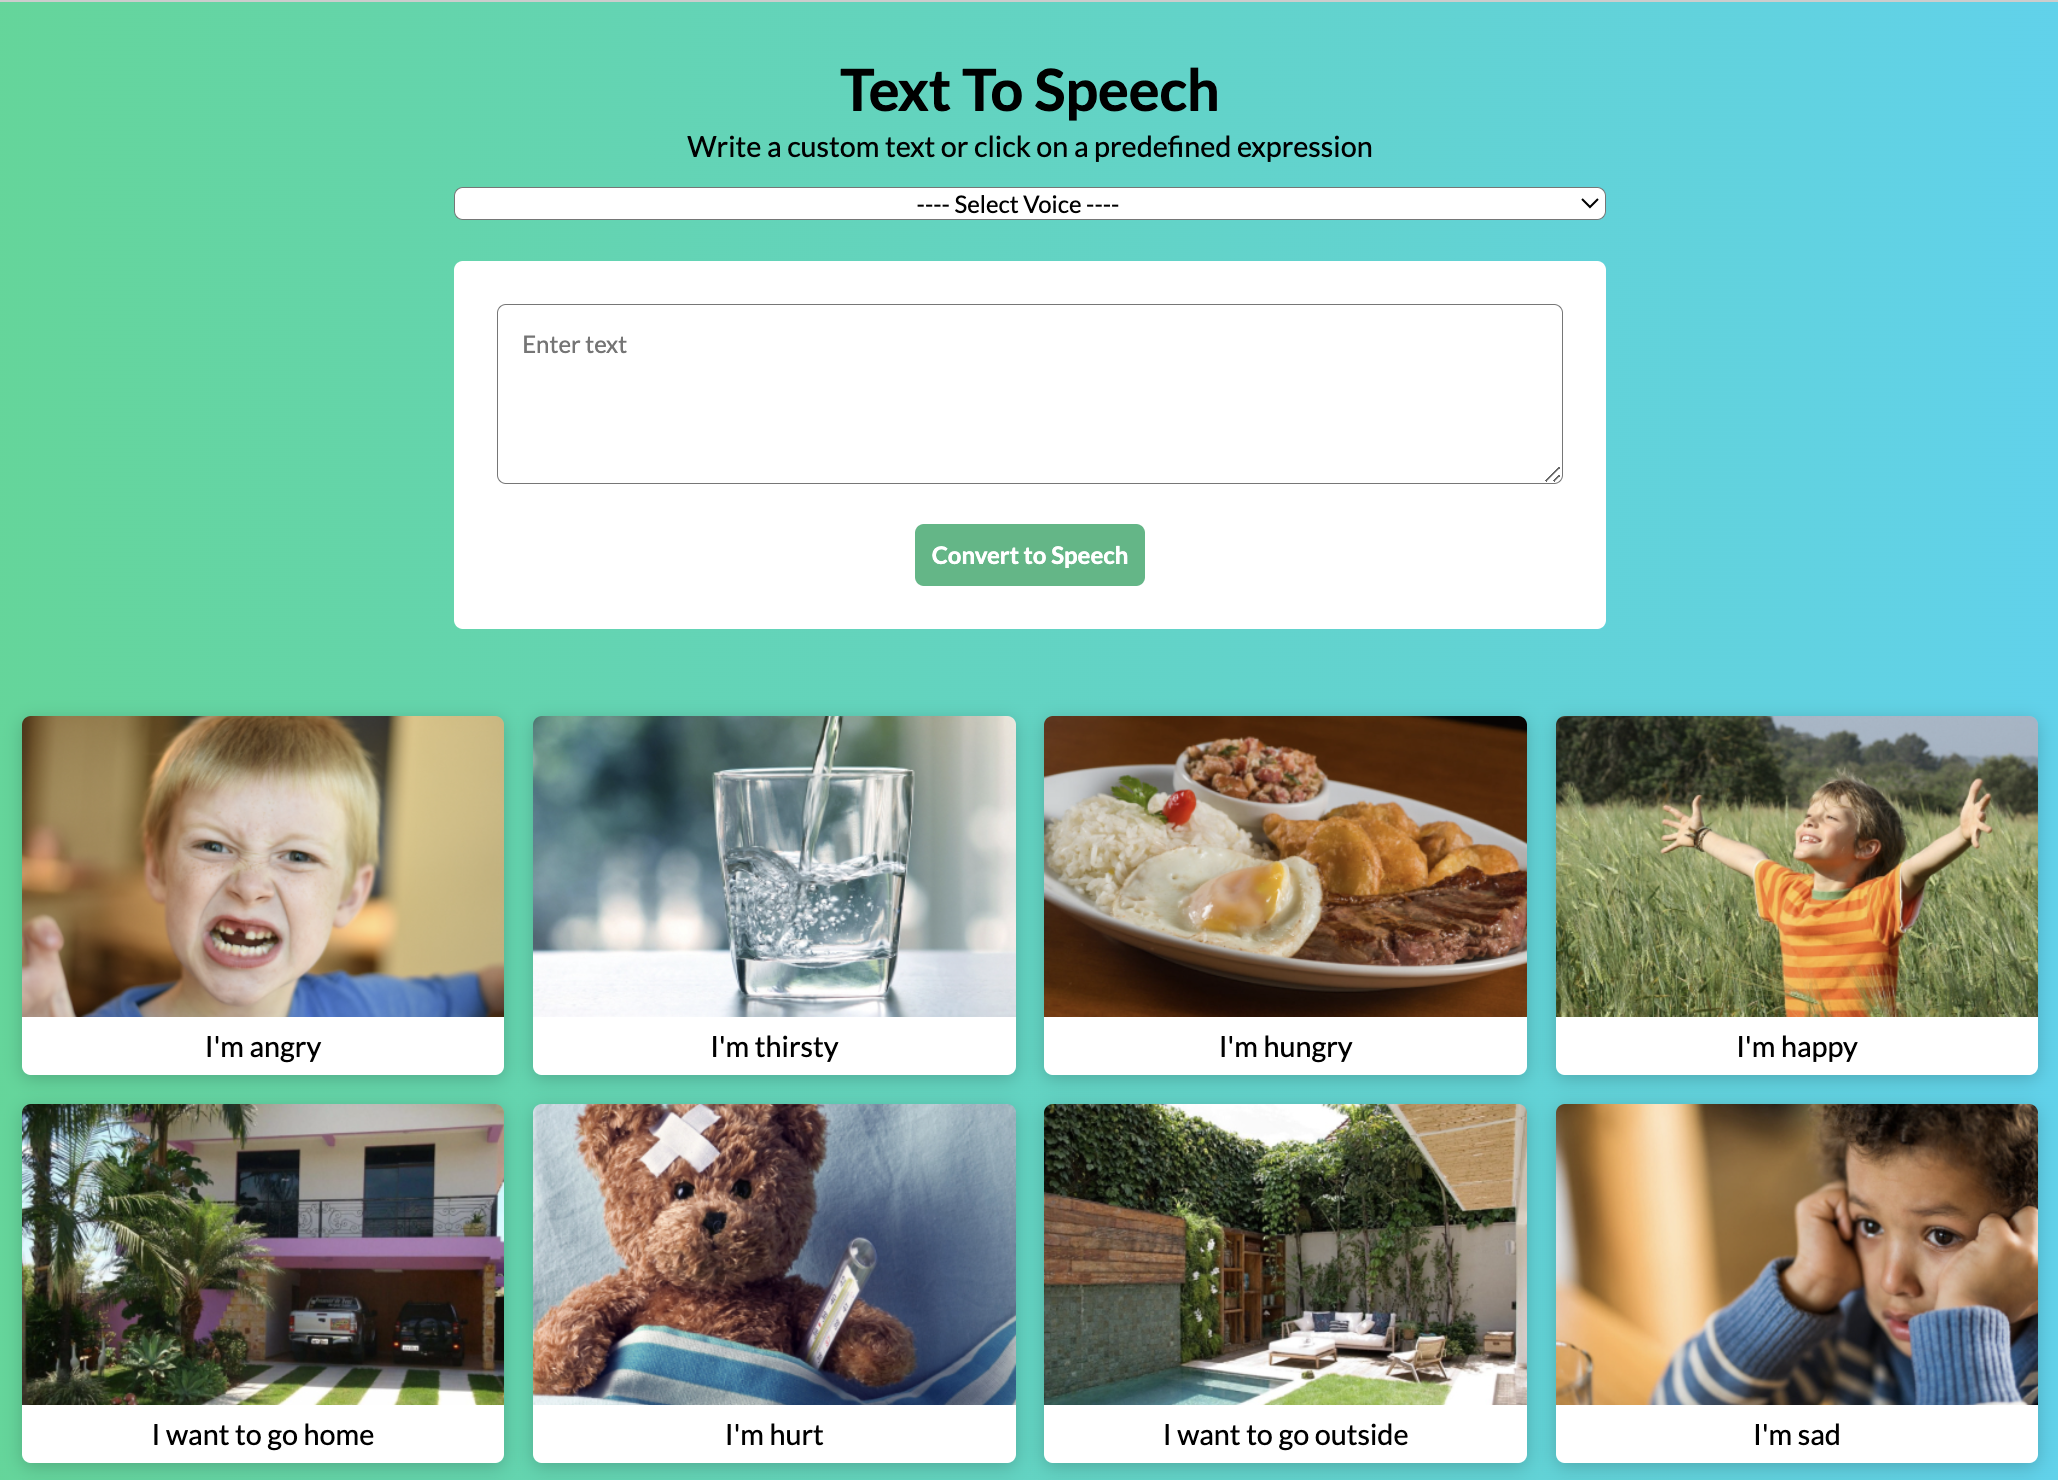 Text To Speech
Write a custom text or click on a predefined expression
---- Select Voice ----
Enter text
Convert to Speech
I'm angry
I'm thirsty
I'm hungry
I'm happy
I want to go home
I'm hurt
I want to go outside
I'm sad